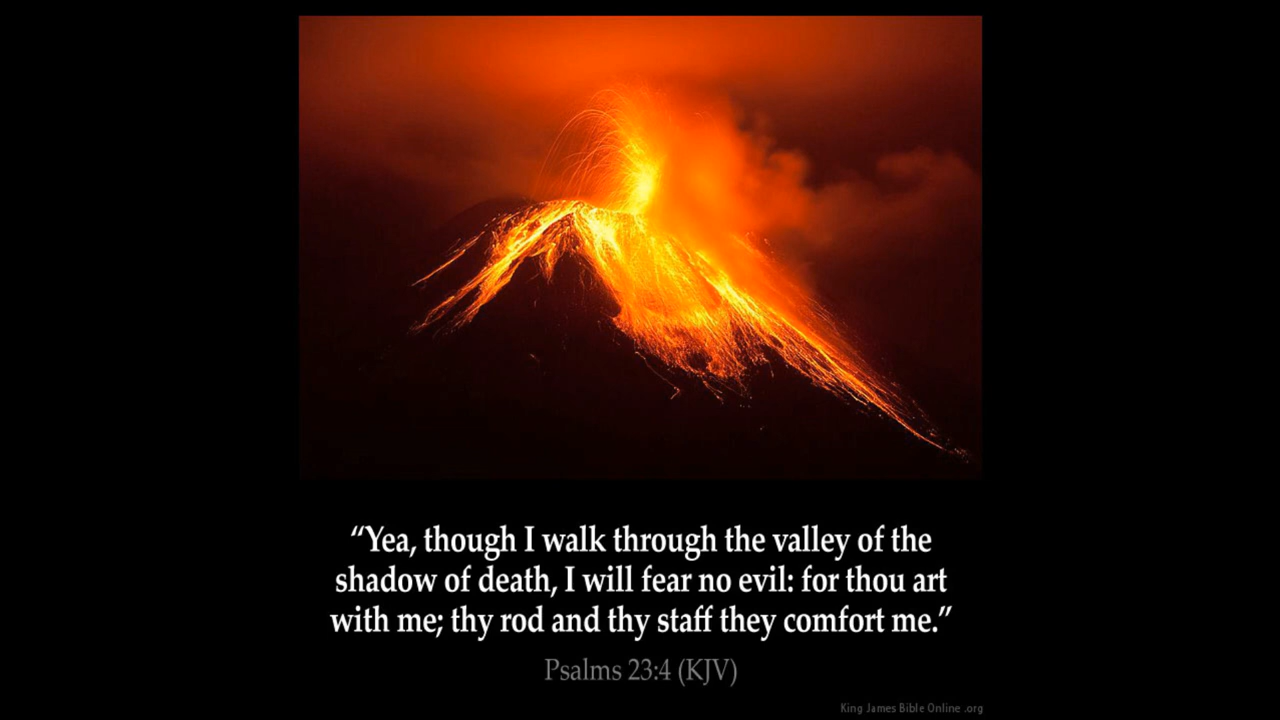 “Yea, though I walk through the valley of the
shadow of death, I will fear no evil: for thou art
with me; thy rod and thy staff they comfort me.”
Psalms 23:4 (KJV)
King James Bible Online .org